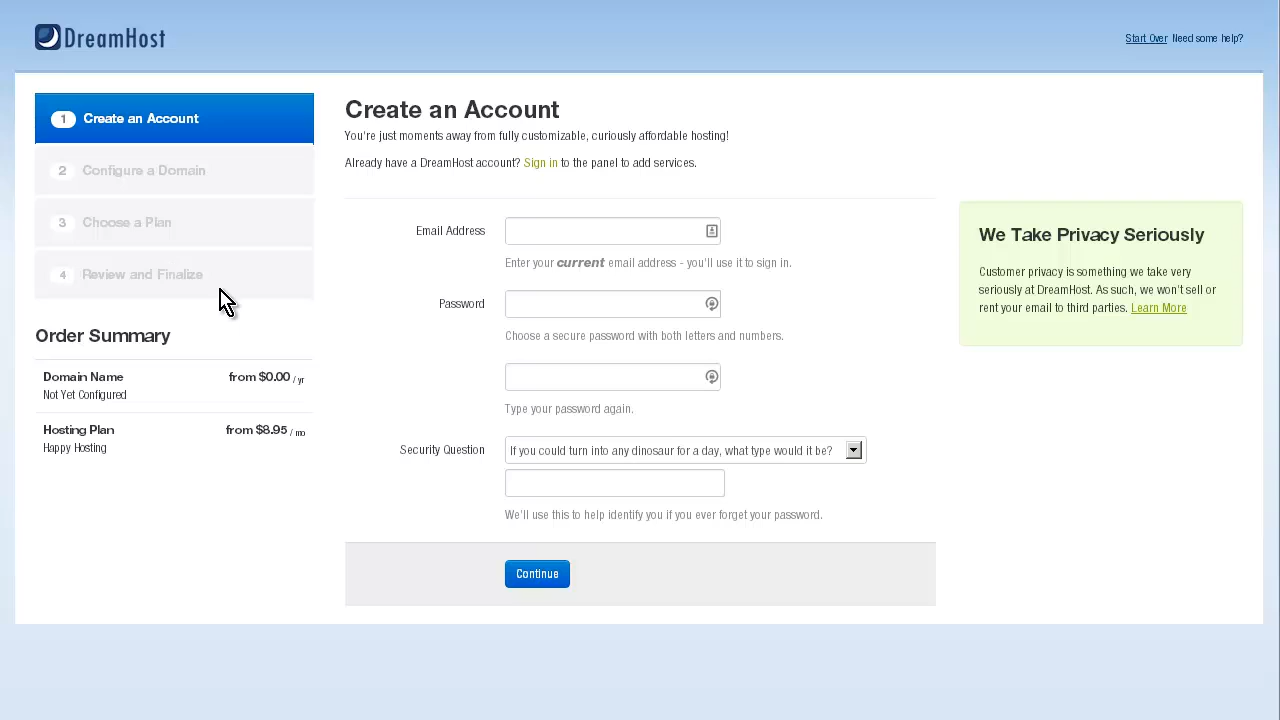 DreamHost
Start Over Need some help?
1 Create an Account
2 Configure a Domain
3 Choose a Plan
4 Review and Finalize
Order Summary
Domain Name from $0.00 / yr
Not Yet Configured
Hosting Plan from $8.95 / mo
Happy Hosting
Create an Account
You're just moments away from fully customizable, curiously affordable hosting!
Already have a DreamHost account? Sign in to the panel to add services.
Email Address
Enter your current email address - you'll use it to sign in.
Password
Choose a secure password with both letters and numbers.
Type your password again.
Security Question If you could turn into any dinosaur for a day, what type would it be?
We'll use this to help identify you if you ever forget your password.
Continue
We Take Privacy Seriously
Customer privacy is something we take very
seriously at DreamHost. As such, we won't sell or
rent your email to third parties. Learn More